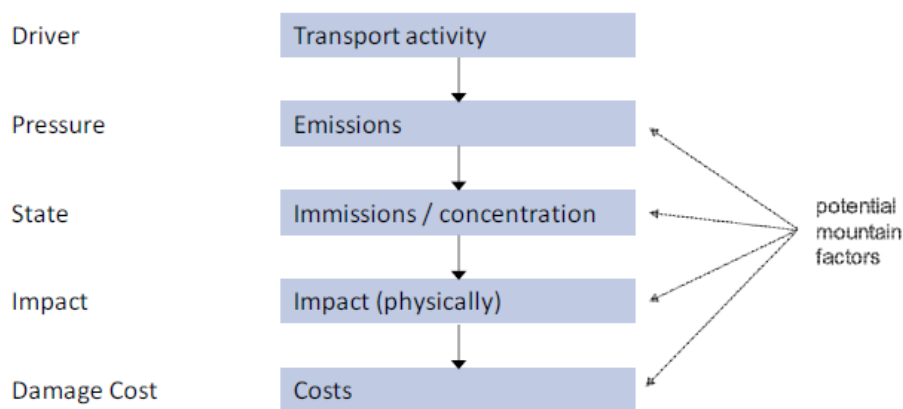 Driver
Transport activity
Pressure
Emissions
State
Immissions / concentration
potential
mountain
factors
Impact
Impact (physically)
Damage Cost
Costs